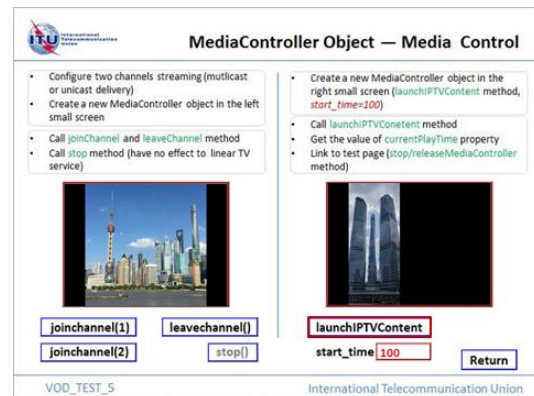 ITU
International
Telecommunication
Union
MediaController Object — Media Control
• Configure two channels streaming (mutlicast
or unicast delivery)
• Create a new MediaController object in the left
small screen
• Call joinChannel and leaveChannel method
• Call stop method (have no effect to linear TV
service)
joinchannel(1)
leavechannel()
joinchannel(2)
stop()
• Create a new MediaController object in the
right small screen (launchIPTVContent method,
start_time=100)
• Call launchIPTVConetent method
• Get the value of currentPlayTime property
• Link to test page (stop/releaseMediaController
method)
launchIPTVContent
start_time 100
Return
VOD_TEST_5
International Telecommunication Union